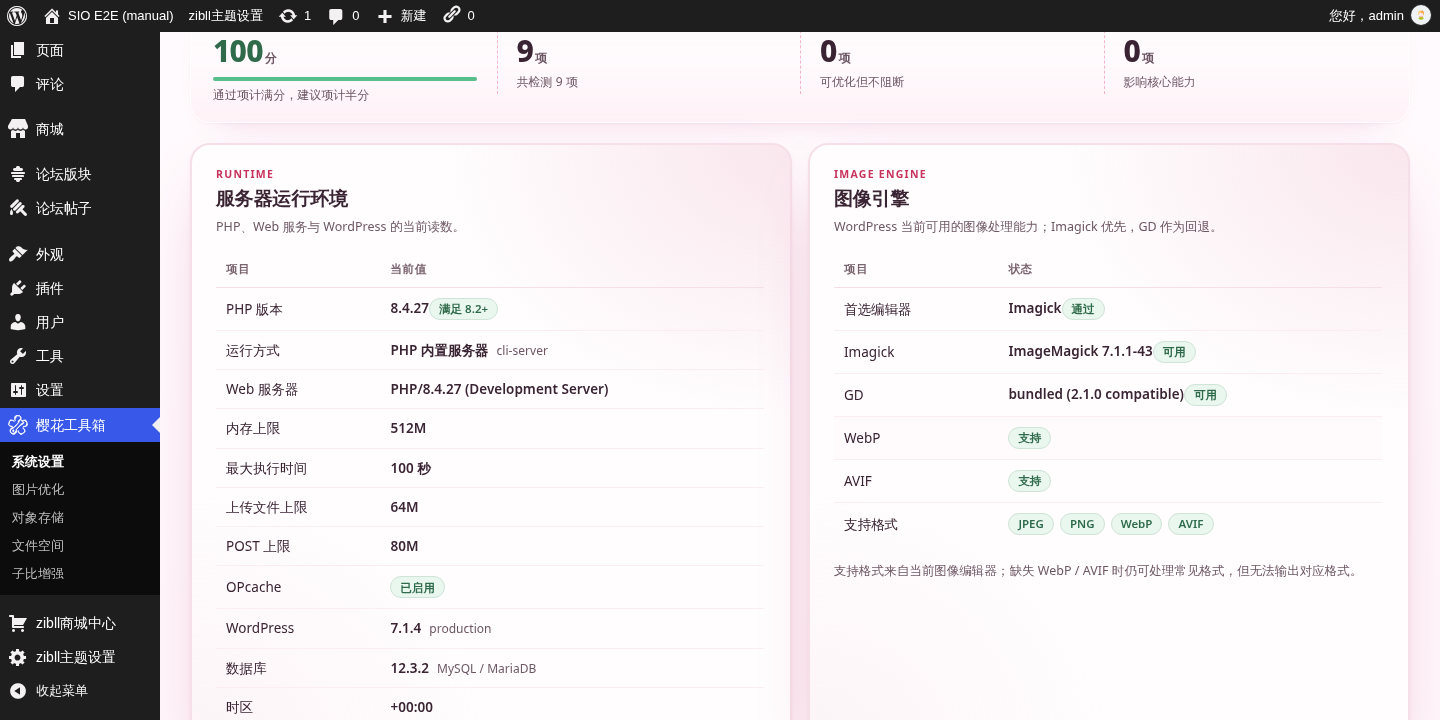 SIO E2E (manual) zibll主题设置 1 0 新建 0 您好，admin
页面
评论
商城
论坛版块
论坛帖子
外观
插件
用户
工具
设置
樱花工具箱
系统设置
图片优化
对象存储
文件空间
子比增强
zibll商城中心
zibll主题设置
收起菜单
100分
通过项计满分，建议项计半分
9项
共检测 9 项
0项
可优化但不阻断
0项
影响核心能力
RUNTIME
服务器运行环境
PHP、Web 服务与 WordPress 的当前读数。
项目 当前值
PHP 版本 8.4.27 满足 8.2+
运行方式 PHP 内置服务器 cli-server
Web 服务器 PHP/8.4.27 (Development Server)
内存上限 512M
最大执行时间 100 秒
上传文件上限 64M
POST 上限 80M
OPcache 已启用
WordPress 7.1.4 production
数据库 12.3.2 MySQL / MariaDB
时区 +00:00
IMAGE ENGINE
图像引擎
WordPress 当前可用的图像处理能力；Imagick 优先，GD 作为回退。
项目 状态
首选编辑器 Imagick 通过
Imagick ImageMagick 7.1.1-43 可用
GD bundled (2.1.0 compatible) 可用
WebP 支持
AVIF 支持
支持格式 JPEG PNG WebP AVIF
支持格式来自当前图像编辑器；缺失 WebP / AVIF 时仍可处理常见格式，但无法输出对应格式。